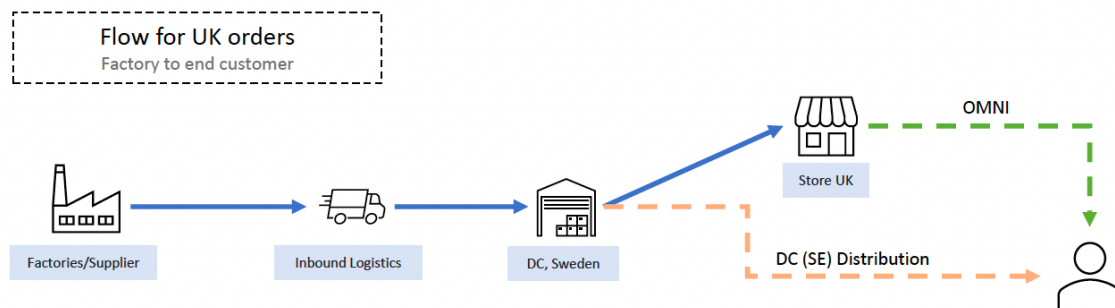 Flow for UK orders
Factory to end customer
OMNI
Store UK
Factories/Supplier
Inbound Logistics
DC, Sweden
DC (SE) Distribution